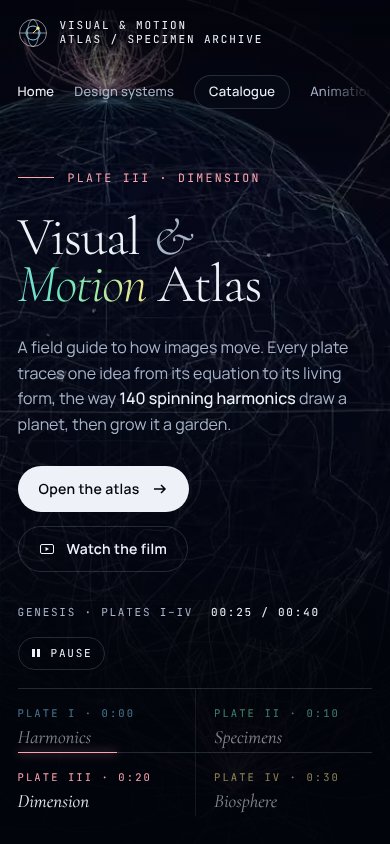 VISUAL & MOTION
ATLAS / SPECIMEN ARCHIVE
Home Design systems Catalogue Animatio
PLATE III · DIMENSION
Visual &
Motion Atlas
A field guide to how images move. Every plate
traces one idea from its equation to its living
form, the way 140 spinning harmonics draw a
planet, then grow it a garden.
Open the atlas →
Watch the film
GENESIS · PLATES I–IV 00:25 / 00:40
PAUSE
PLATE I · 0:00
Harmonics
PLATE II · 0:10
Specimens
PLATE III · 0:20
Dimension
PLATE IV · 0:30
Biosphere